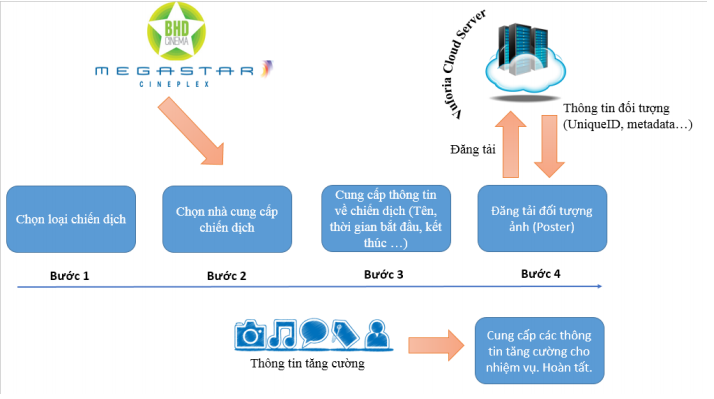 BHD
CINEMA
MEGASTAR
CINEPLEX
Vuforia Cloud Server
Thông tin đối tượng
(UniqueID, metadata…)
Đăng tải
Chọn loại chiến dịch
Chọn nhà cung cấp
chiến dịch
Cung cấp thông tin
về chiến dịch (Tên,
thời gian bắt đầu, kết
thúc …)
Đăng tải đối tượng
ảnh (Poster)
Bước 1
Bước 2
Bước 3
Bước 4
Thông tin tăng cường
Cung cấp các thông
tin tăng cường cho
nhiệm vụ. Hoàn tất.